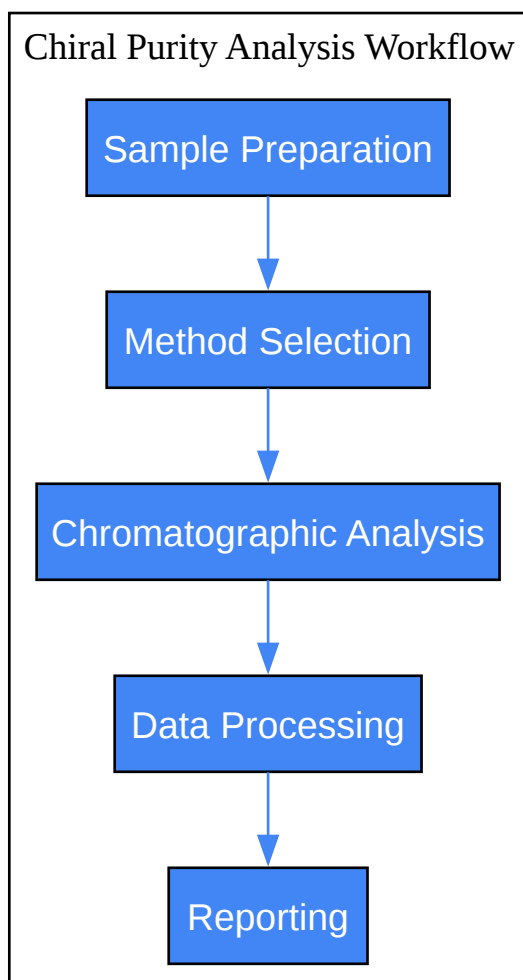 Chiral Purity Analysis Workflow
Sample Preparation
Method Selection
Chromatographic Analysis
Data Processing
Reporting